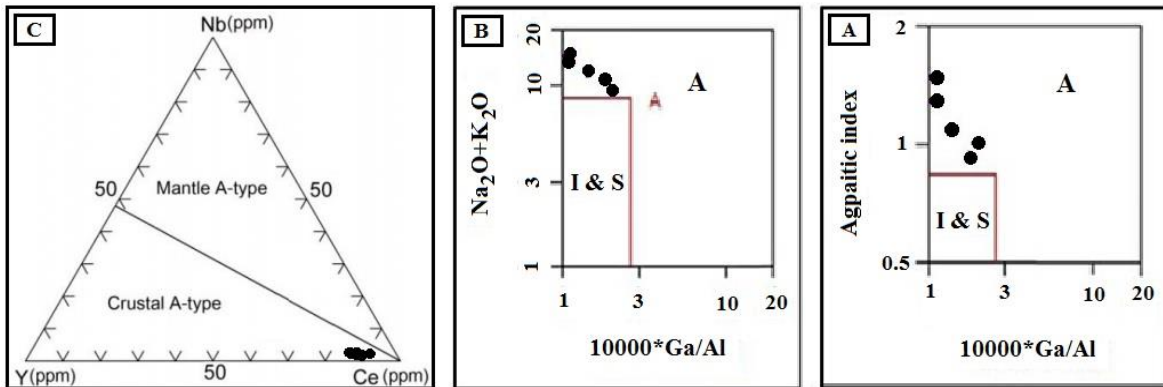 C
Nb(ppm)
50
50
Mantle A-type
Crustal A-type
Y(ppm)
50
Ce(ppm)
B
20
10
3
1
Na2O+K2O
A
A
I & S
1
3
10
20
10000*Ga/Al
A
2
1
0.5
Agpaitic index
A
I & S
1
3
10
20
10000*Ga/Al